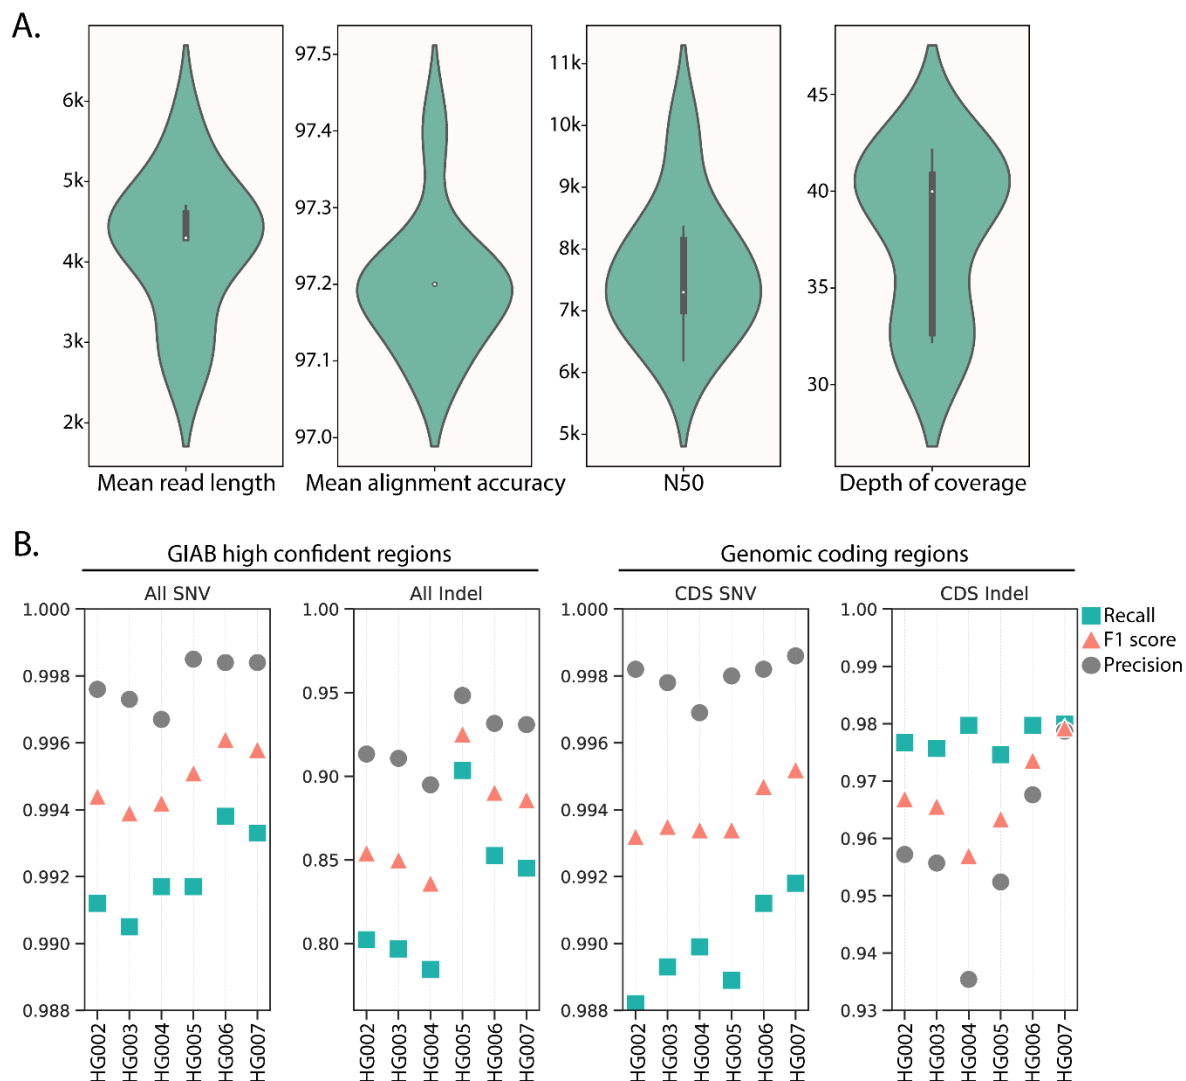 A.
6k
5k
4k
3k
2k
Mean read length
97.5
97.4
97.3
97.2
97.1
97.0
Mean alignment accuracy
11k
10k
9k
8k
7k
6k
5k
N50
45
40
35
30
Depth of coverage
B.
GIAB high confident regions
Genomic coding regions
All SNV
1.000
0.998
0.996
0.994
0.992
0.990
0.988
HG002
HG003
HG004
HG005
HG006
HG007
All Indel
1.00
0.95
0.90
0.85
0.80
HG002
HG003
HG004
HG005
HG006
HG007
CDS SNV
1.000
0.998
0.996
0.994
0.992
0.990
0.988
HG002
HG003
HG004
HG005
HG006
HG007
CDS Indel
1.00
0.99
0.98
0.97
0.96
0.95
0.94
0.93
HG002
HG003
HG004
HG005
HG006
HG007
Recall
F1 score
Precision